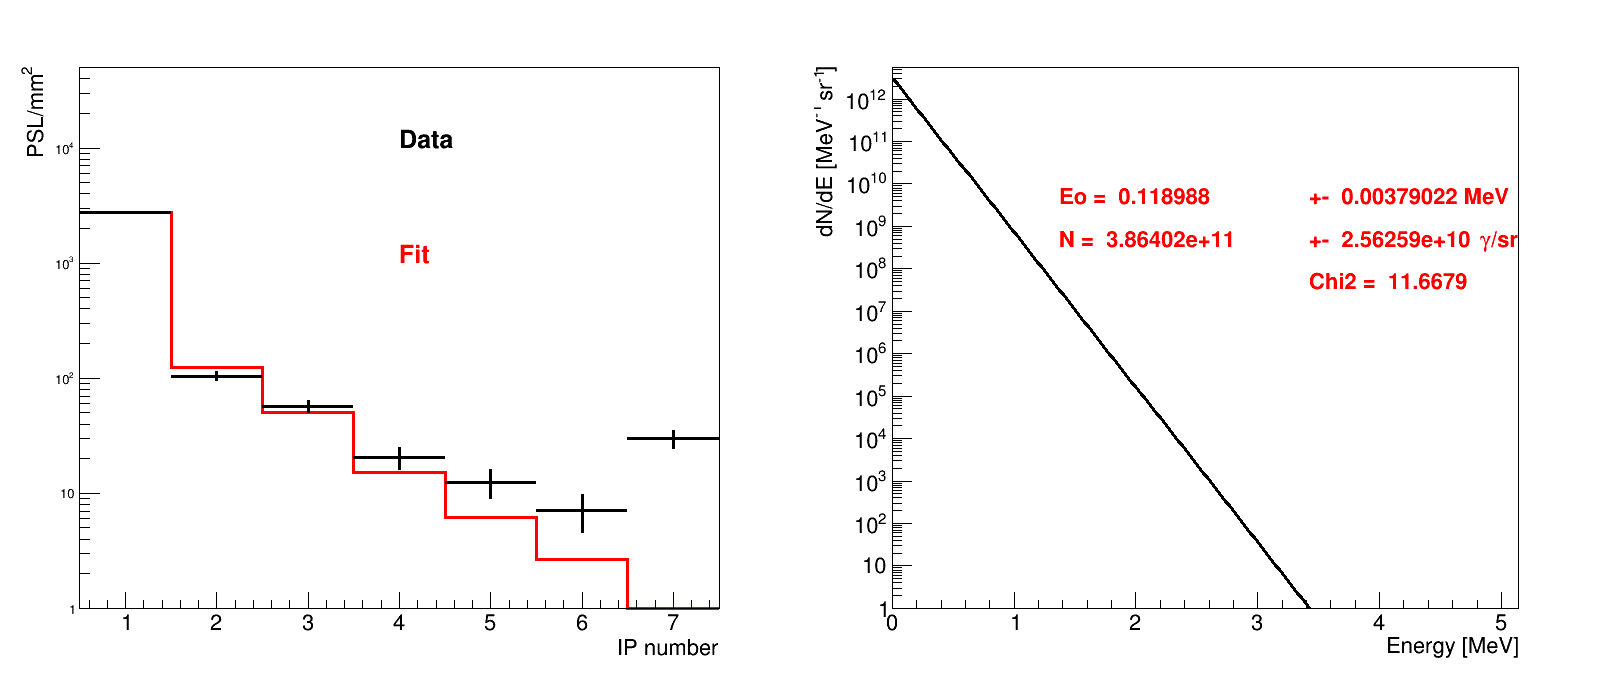 PSL/mm²
10⁴
10³
10²
10
1
Data
Fit
1 2 3 4 5 6 7
IP number
dN/dE [MeV⁻¹ sr⁻¹]
10¹²
10¹¹
10¹⁰
10⁹
10⁸
10⁷
10⁶
10⁵
10⁴
10³
10²
10
1
Eo = 0.118988 +- 0.00379022 MeV
N = 3.86402e+11 +- 2.56259e+10 γ/sr
Chi2 = 11.6679
0 1 2 3 4 5
Energy [MeV]